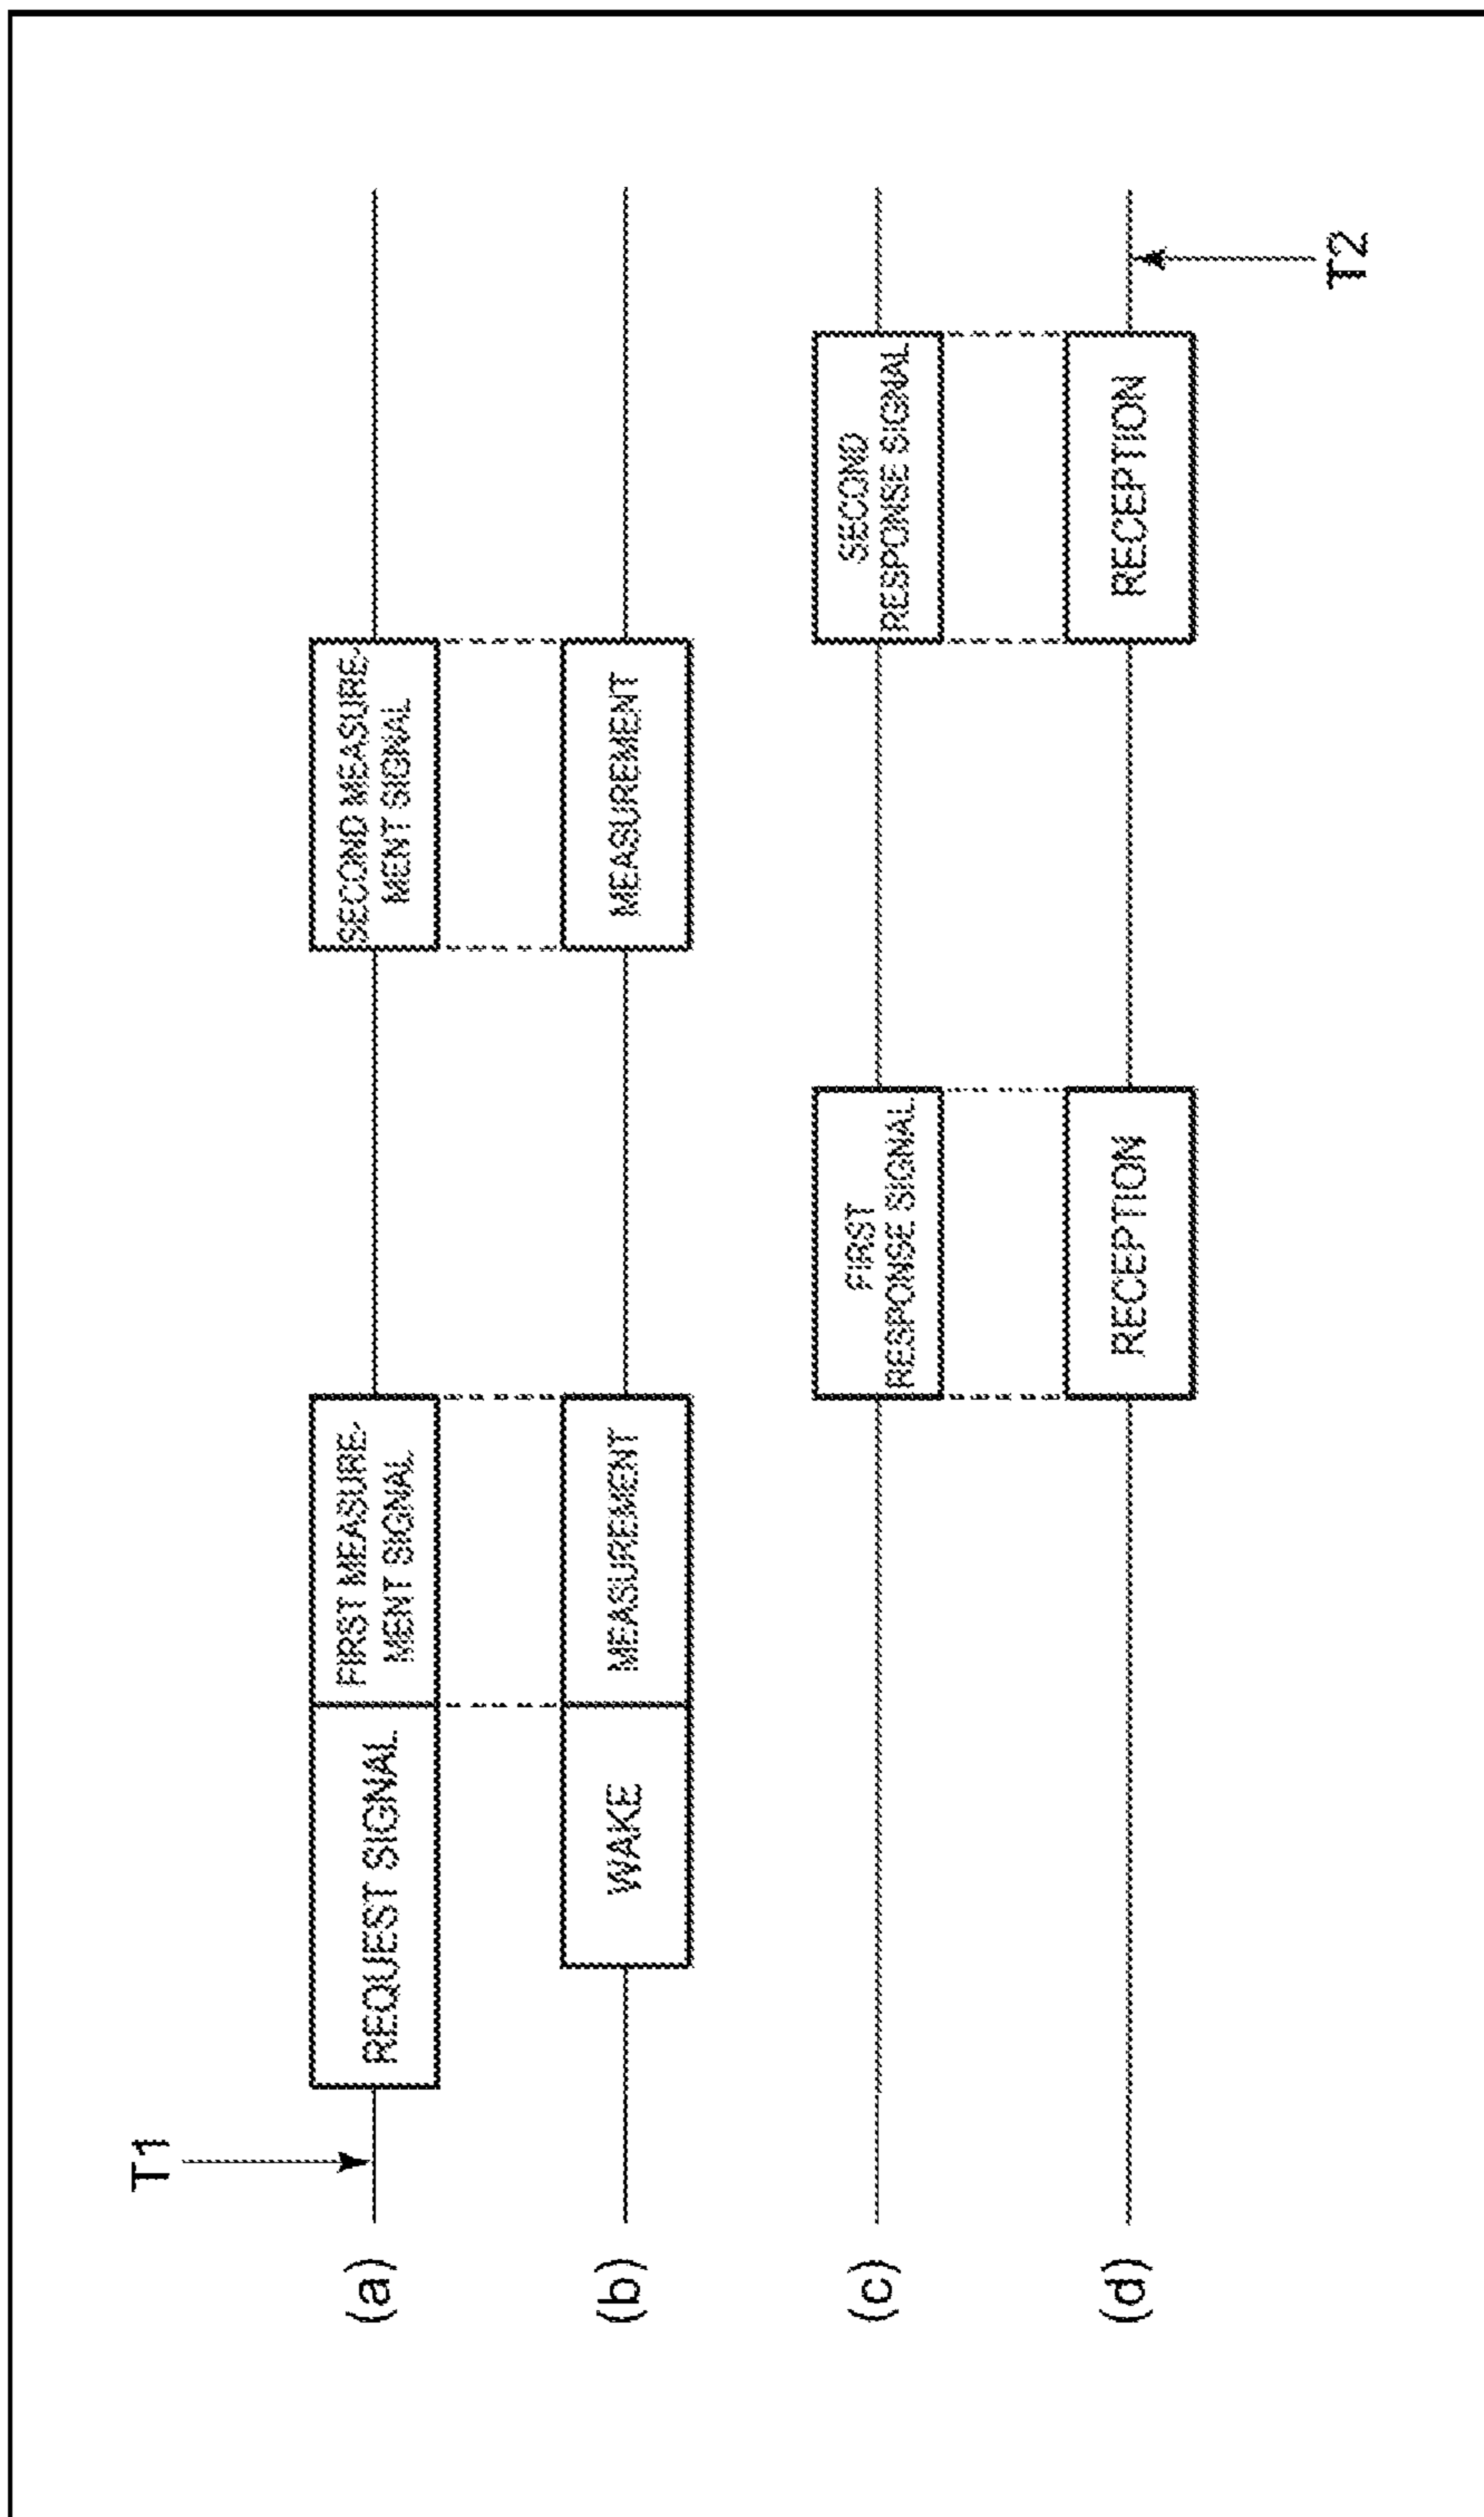 T1
(a)
REQUEST SIGNAL
FIRST MEASURE-
MENT SIGNAL
SECOND MEASURE-
MENT SIGNAL
(b)
WAKE
MEASUREMENT
MEASUREMENT
(c)
FIRST
RESPONSE SIGNAL
SECOND
RESPONSE SIGNAL
(d)
RECEPTION
RECEPTION
T2